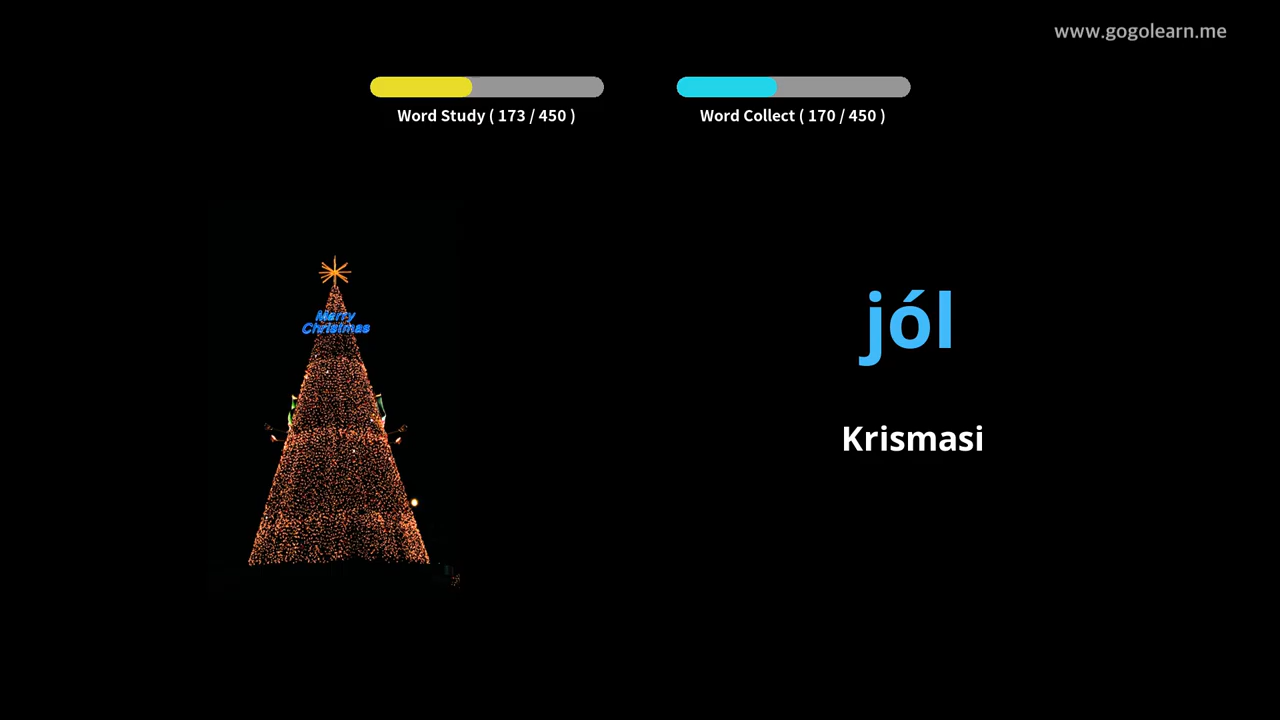 www.gogolearn.me
Word Study ( 173 / 450 )
Word Collect ( 170 / 450 )
Merry
Christmas
jól
Krismasi